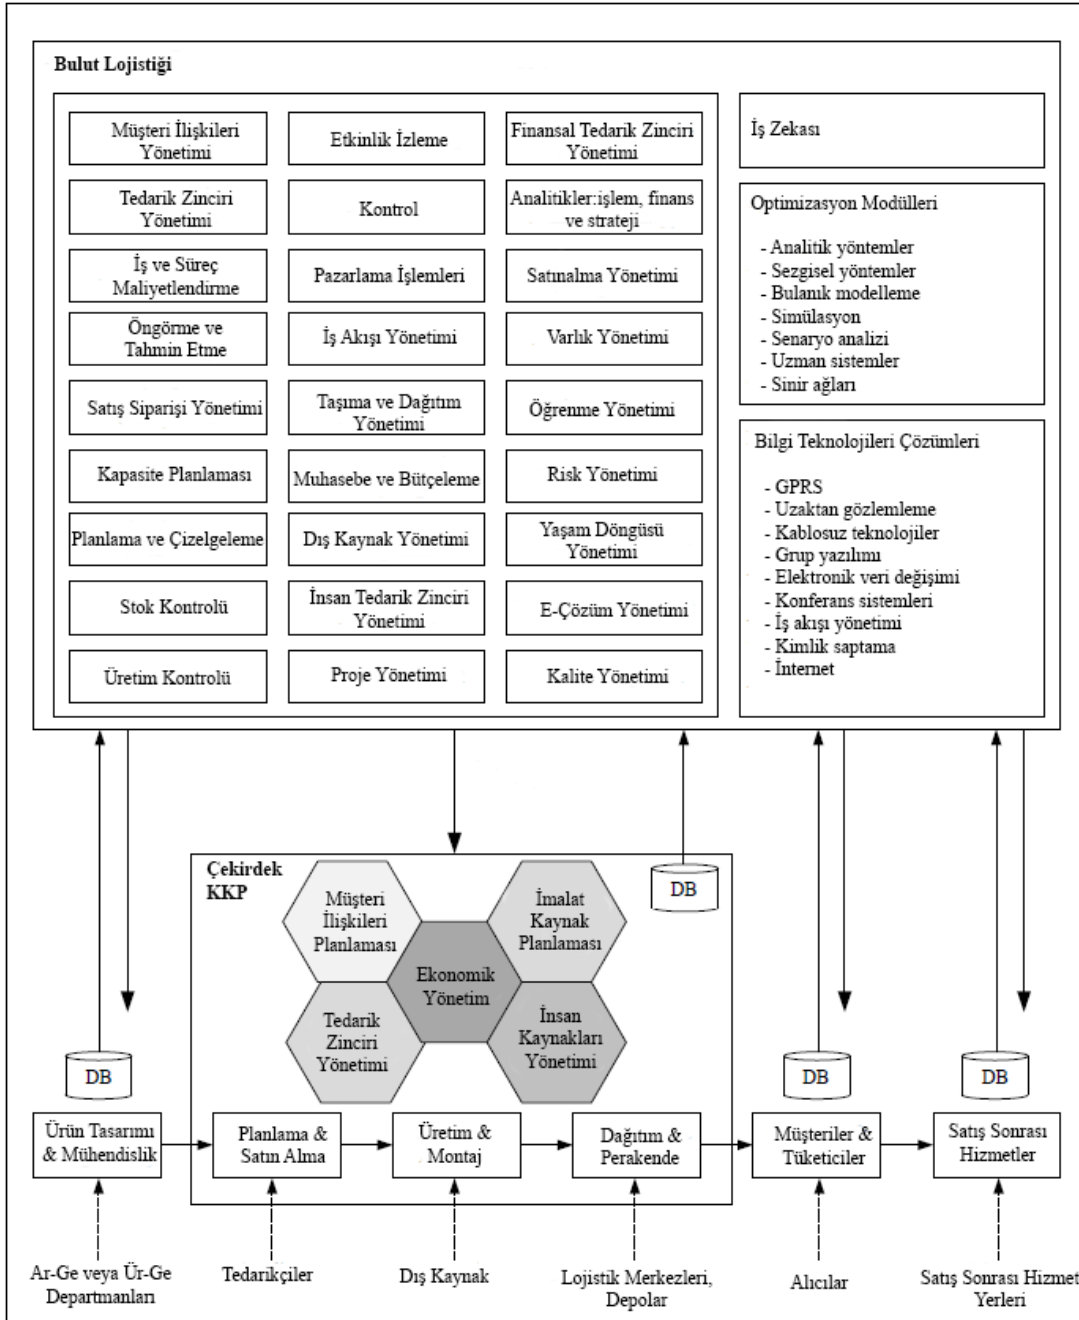 Bulut Lojistiği
Müşteri İlişkileri
Yönetimi
Tedarik Zinciri
Yönetimi
İş ve Süreç
Maliyetlendirme
Öngörme ve
Tahmin Etme
Satış Siparişi Yönetimi
Kapasite Planlaması
Planlama ve Çizelgeleme
Stok Kontrolü
Üretim Kontrolü
Etkinlik İzleme
Kontrol
Pazarlama İşlemleri
İş Akışı Yönetimi
Taşıma ve Dağıtım
Yönetimi
Muhasebe ve Bütçeleme
Dış Kaynak Yönetimi
İnsan Tedarik Zinciri
Yönetimi
Proje Yönetimi
Finansal Tedarik Zinciri
Yönetimi
Analitikler:işlem, finans
ve strateji
Satınalma Yönetimi
Varlık Yönetimi
Öğrenme Yönetimi
Risk Yönetimi
Yaşam Döngüsü
Yönetimi
E-Çözüm Yönetimi
Kalite Yönetimi
İş Zekası
Optimizasyon Modülleri
- Analitik yöntemler
- Sezgisel yöntemler
- Bulanık modelleme
- Simülasyon
- Senaryo analizi
- Uzman sistemler
- Sinir ağları
Bilgi Teknolojileri Çözümleri
- GPRS
- Uzaktan gözlemleme
- Kablosuz teknolojiler
- Grup yazılımı
- Elektronik veri değişimi
- Konferans sistemleri
- İş akışı yönetimi
- Kimlik saptama
- İnternet
Çekirdek
KKP
Müşteri
İlişkileri
Planlaması
İmalat
Kaynak
Planlaması
Ekonomik
Yönetim
Tedarik
Zinciri
Yönetimi
İnsan
Kaynakları
Yönetimi
DB
DB
DB
DB
Ürün Tasarımı
& Mühendislik
Planlama &
Satın Alma
Üretim &
Montaj
Dağıtım &
Perakende
Müşteriler &
Tüketiciler
Satış Sonrası
Hizmetler
Ar-Ge veya Ür-Ge
Departmanları
Tedarikçiler
Dış Kaynak
Lojistik Merkezleri,
Depolar
Alıcılar
Satış Sonrası Hizmet
Yerleri